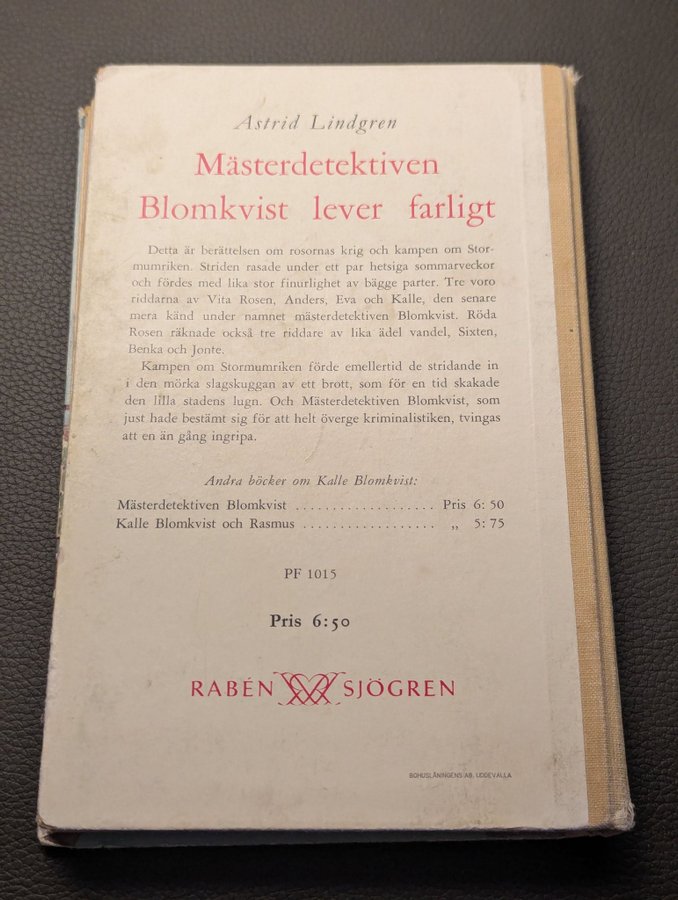 Astrid Lindgren
Mästerdetektiven
Blomkvist lever farligt
Detta är berättelsen om rosornas krig och kampen om Stor-
mumriken. Striden rasade under ett par hetsiga sommarveckor
och fördes med lika stor finurlighet av bägge parter. Tre voro
riddarna av Vita Rosen, Anders, Eva och Kalle, den senare
mera känd under namnet mästerdetektiven Blomkvist. Röda
Rosen räknade också tre riddare av lika ädel vandel, Sixten,
Benka och Jonte.
Kampen om Stormumriken förde emellertid de stridande in
i den mörka slagskuggan av ett brott, som för en tid skakade
den lilla stadens lugn. Och Mästerdetektiven Blomkvist, som
just hade bestämt sig för att helt överge kriminalistiken, tvingas
att en än gång ingripa.
Andra böcker om Kalle Blomkvist:
Mästerdetektiven Blomkvist .................... Pris 6: 50
Kalle Blomkvist och Rasmus ................... „ 5: 75
PF 1015
Pris 6:50
RABÉN SJÖGREN
BOHUSLÄNINGENS AB, UDDEVALLA